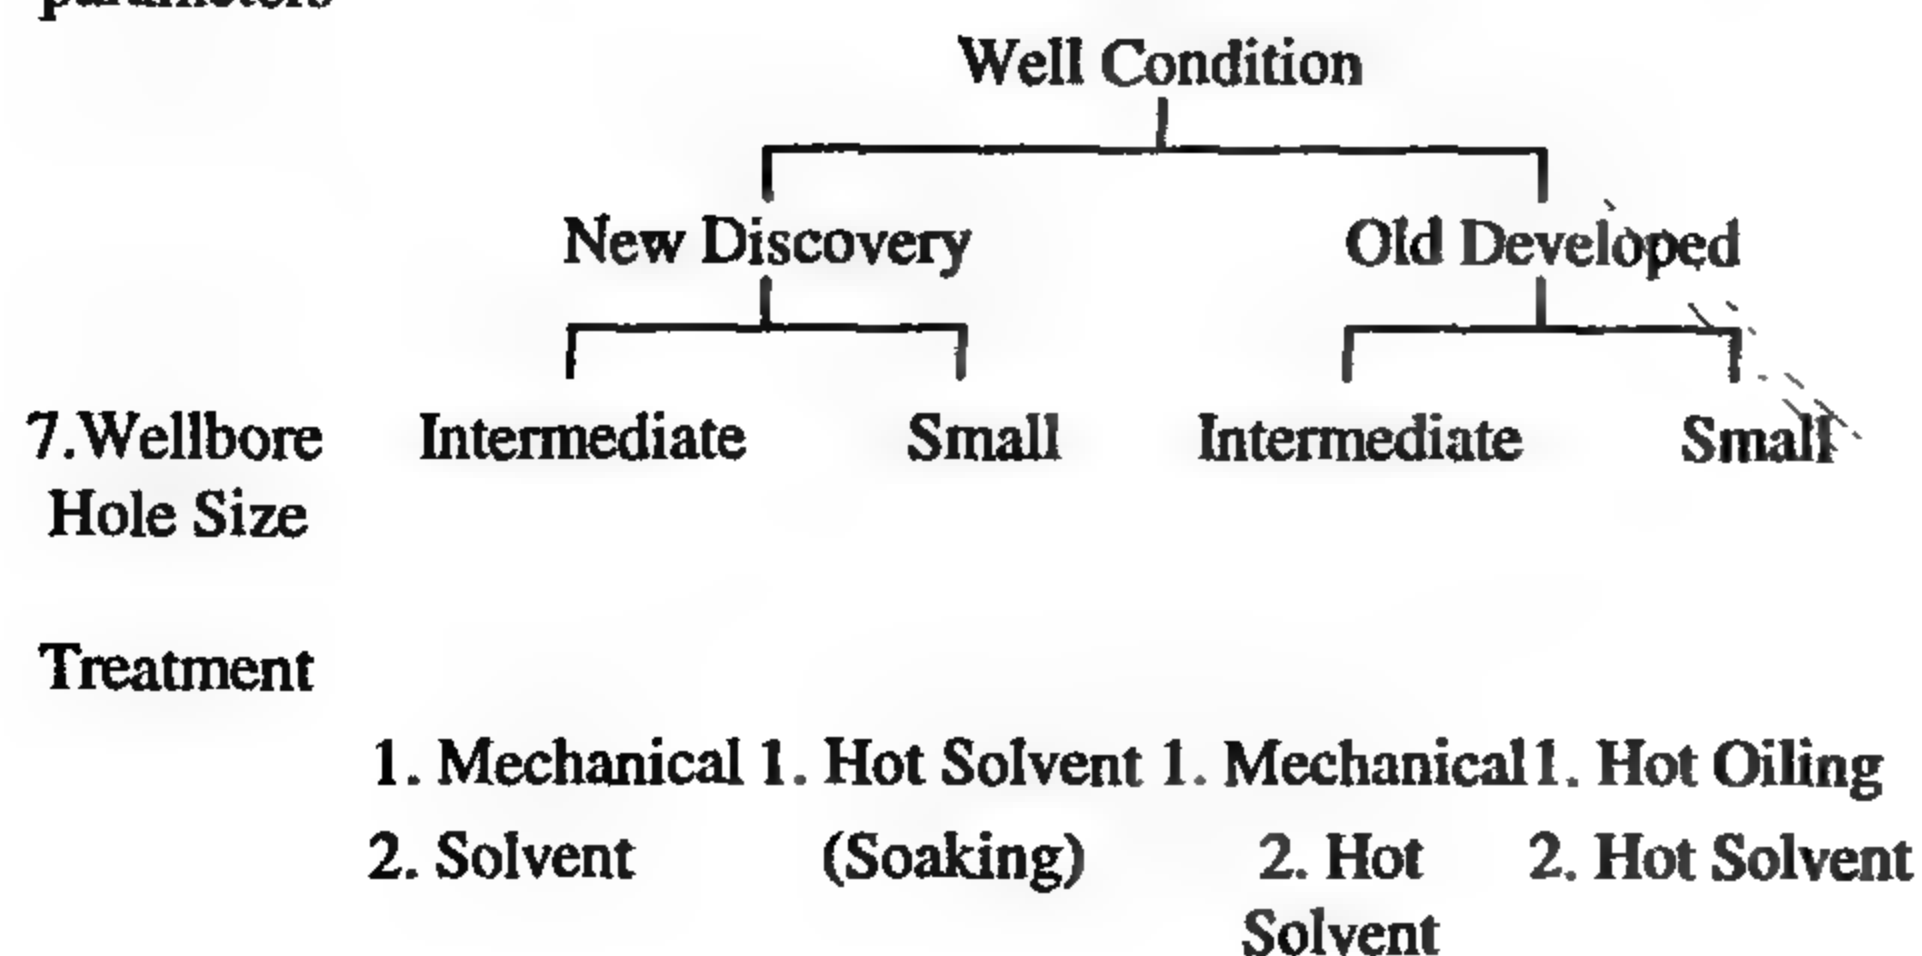 parameters
Well Condition
New Discovery Old Developed
7.Wellbore Intermediate Small Intermediate Small
Hole Size
Treatment
1. Mechanical 1. Hot Solvent 1. Mechanical 1. Hot Oiling
2. Solvent (Soaking) 2. Hot 2. Hot Solvent
Solvent